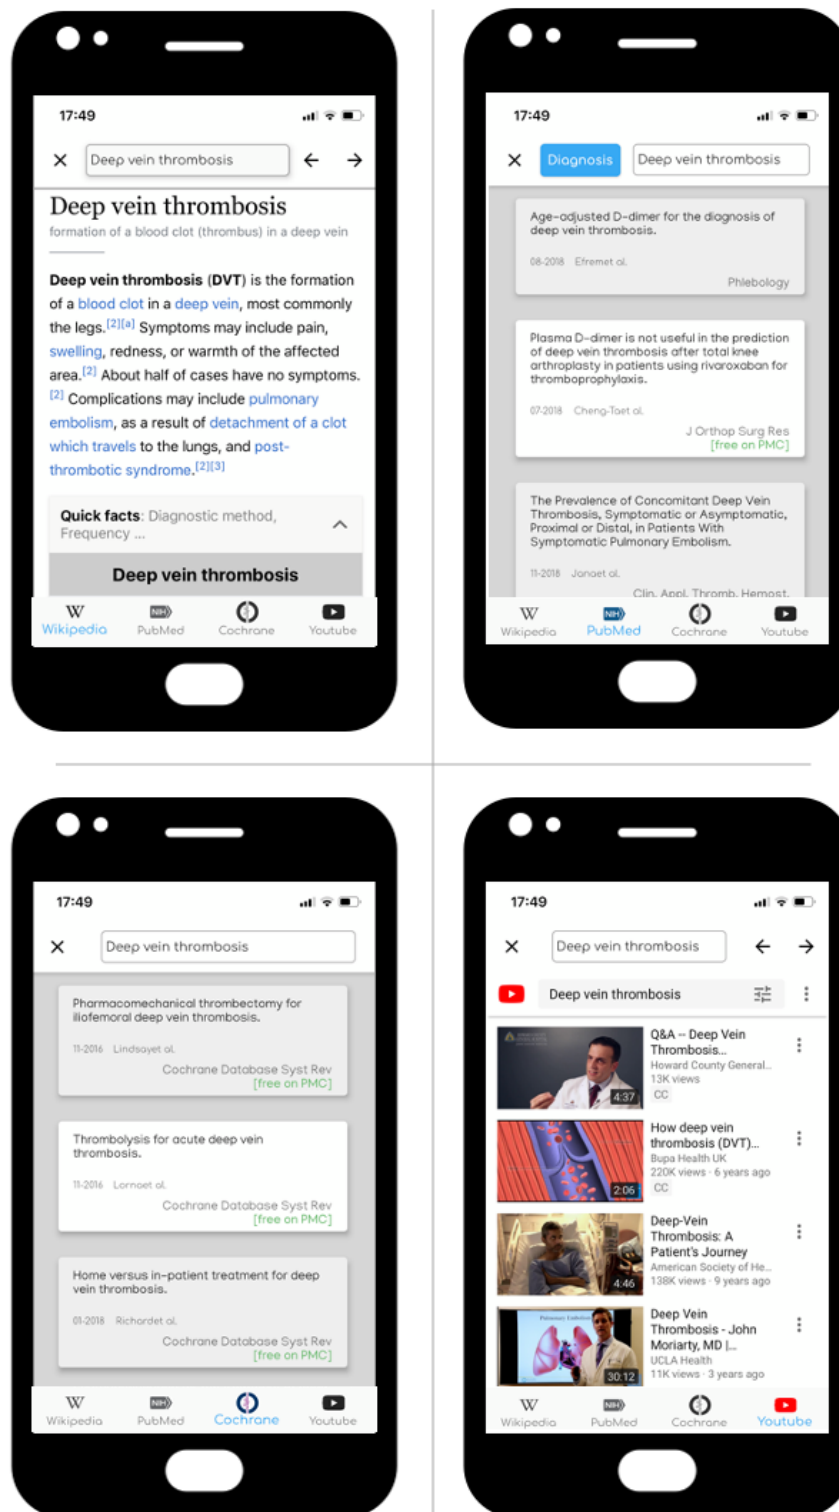 17:49
Deep vein thrombosis
Deep vein thrombosis
formation of a blood clot (thrombus) in a deep vein
Deep vein thrombosis (DVT) is the formation
of a blood clot in a deep vein, most commonly
the legs.[2][a] Symptoms may include pain,
swelling, redness, or warmth of the affected
area.[2] About half of cases have no symptoms.
[2] Complications may include pulmonary
embolism, as a result of detachment of a clot
which travels to the lungs, and post-
thrombotic syndrome.[2][3]
Quick facts: Diagnostic method,
Frequency ...
Deep vein thrombosis
W NIH
Wikipedia PubMed Cochrane Youtube
17:49
Diagnosis Deep vein thrombosis
Age-adjusted D-dimer for the diagnosis of
deep vein thrombosis.
08-2018 Efremet al.
Phlebology
Plasma D-dimer is not useful in the prediction
of deep vein thrombosis after total knee
arthroplasty in patients using rivaroxaban for
thromboprophylaxis.
07-2018 Cheng-Taet al.
J Orthop Surg Res
[free on PMC]
The Prevalence of Concomitant Deep Vein
Thrombosis, Symptomatic or Asymptomatic,
Proximal or Distal, in Patients With
Symptomatic Pulmonary Embolism.
11-2018 Janaet al.
Clin. Appl. Thromb. Hemost.
W NIH
Wikipedia PubMed Cochrane Youtube
17:49
Deep vein thrombosis
Pharmacomechanical thrombectomy for
iliofemoral deep vein thrombosis.
11-2016 Lindsayet al.
Cochrane Database Syst Rev
[free on PMC]
Thrombolysis for acute deep vein
thrombosis.
11-2016 Lornaet al.
Cochrane Database Syst Rev
[free on PMC]
Home versus in-patient treatment for deep
vein thrombosis.
01-2018 Richardet al.
Cochrane Database Syst Rev
[free on PMC]
W NIH
Wikipedia PubMed Cochrane Youtube
17:49
Deep vein thrombosis
Deep vein thrombosis
Q&A -- Deep Vein
Thrombosis...
Howard County General...
13K views
CC
4:37
How deep vein
thrombosis (DVT)...
Bupa Health UK
220K views · 6 years ago
CC
2:06
Deep-Vein
Thrombosis: A
Patient's Journey
American Society of He...
138K views · 9 years ago
4:46
Pulmonary Embolism
Deep Vein
Thrombosis - John
Moriarty, MD |...
UCLA Health
11K views · 3 years ago
30:12
W NIH
Wikipedia PubMed Cochrane Youtube